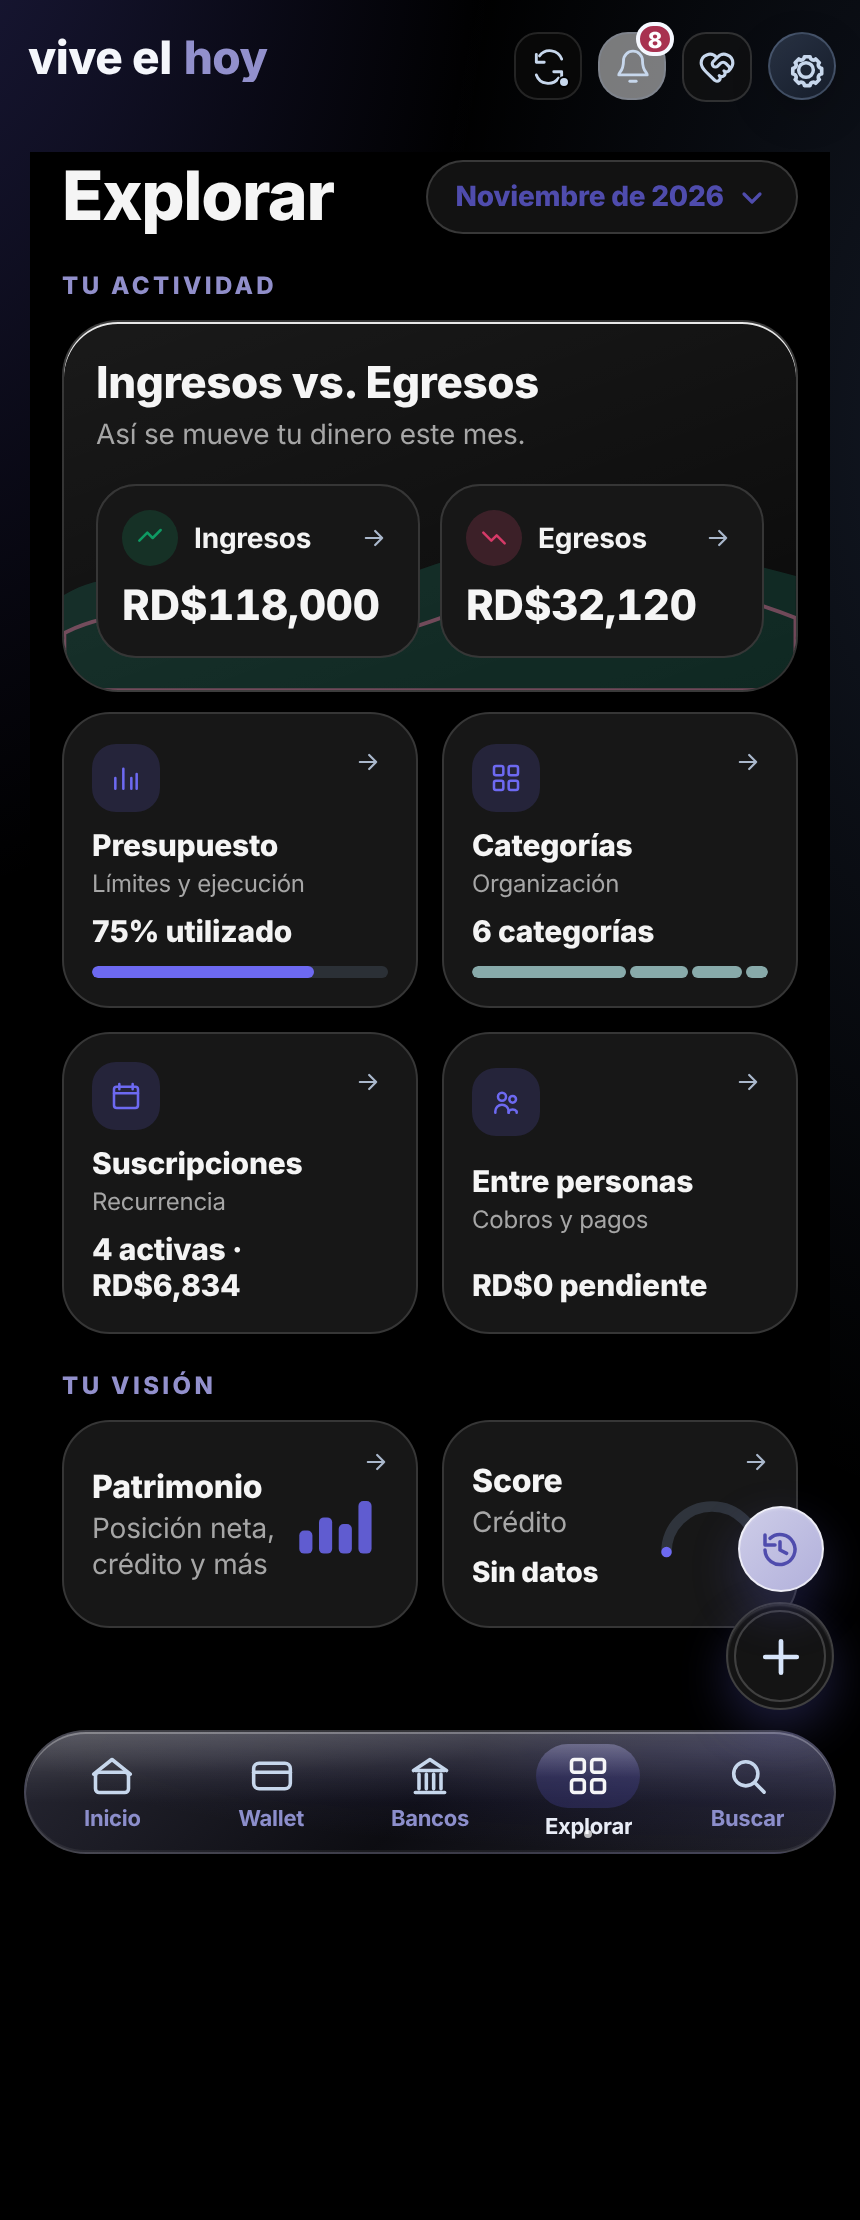 vive el hoy
8
Explorar
Noviembre de 2026
TU ACTIVIDAD
Ingresos vs. Egresos
Así se mueve tu dinero este mes.
Ingresos
RD$118,000
Egresos
RD$32,120
Presupuesto
Límites y ejecución
75% utilizado
Categorías
Organización
6 categorías
Suscripciones
Recurrencia
4 activas ·
RD$6,834
Entre personas
Cobros y pagos
RD$0 pendiente
TU VISIÓN
Patrimonio
Posición neta,
crédito y más
Score
Crédito
Sin datos
Inicio
Wallet
Bancos
Explorar
Buscar